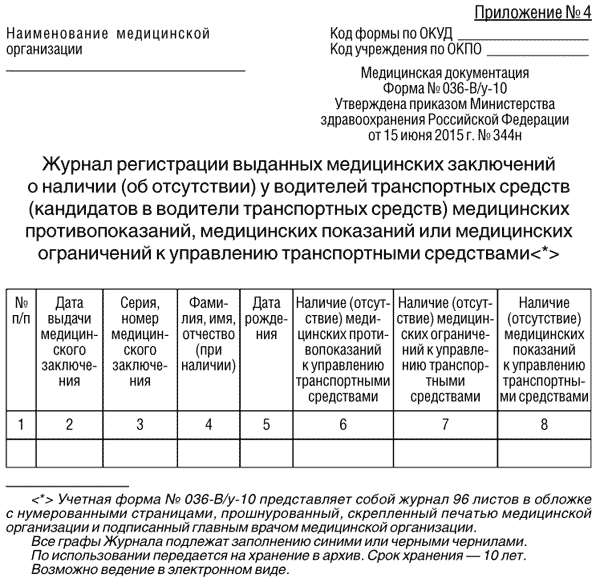 Приложение № 4
Наименование медицинской
организации
Код формы по ОКУД
Код учреждения по ОКПО
Медицинская документация
Форма № 036-В/у-10
Утверждена приказом Министерства
здравоохранения Российской Федерации
от 15 июня 2015 г. № 344н
Журнал регистрации выданных медицинских заключений
о наличии (об отсутствии) у водителей транспортных средств
(кандидатов в водители транспортных средств) медицинских
противопоказаний, медицинских показаний или медицинских
ограничений к управлению транспортными средствами<*>
№
п/п
Дата
выдачи
медицин-
ского
заключе-
ния
Серия,
номер
медицин-
ского
заключе-
ния
Фами-
лия, имя,
отчество
(при
наличии)
Дата
рожде-
ния
Наличие (отсут-
ствие) меди-
цинских проти-
вопоказаний
к управлению
транспортными
средствами
Наличие (отсут-
ствие) медицин-
ских ограниче-
ний к управле-
нию транспор-
тными
средствами
Наличие
(отсутствие)
медицинских
показаний
к управлению
транспортны-
ми средствами
1 2 3 4 5 6 7 8
<*> Учетная форма № 036-В/у-10 представляет собой журнал 96 листов в обложке
с нумерованными страницами, прошнурованный, скрепленный печатью медицинской
организации и подписанный главным врачом медицинской организации.
Все графы Журнала подлежат заполнению синими или черными чернилами.
По использовании передается на хранение в архив. Срок хранения — 10 лет.
Возможно ведение в электронном виде.